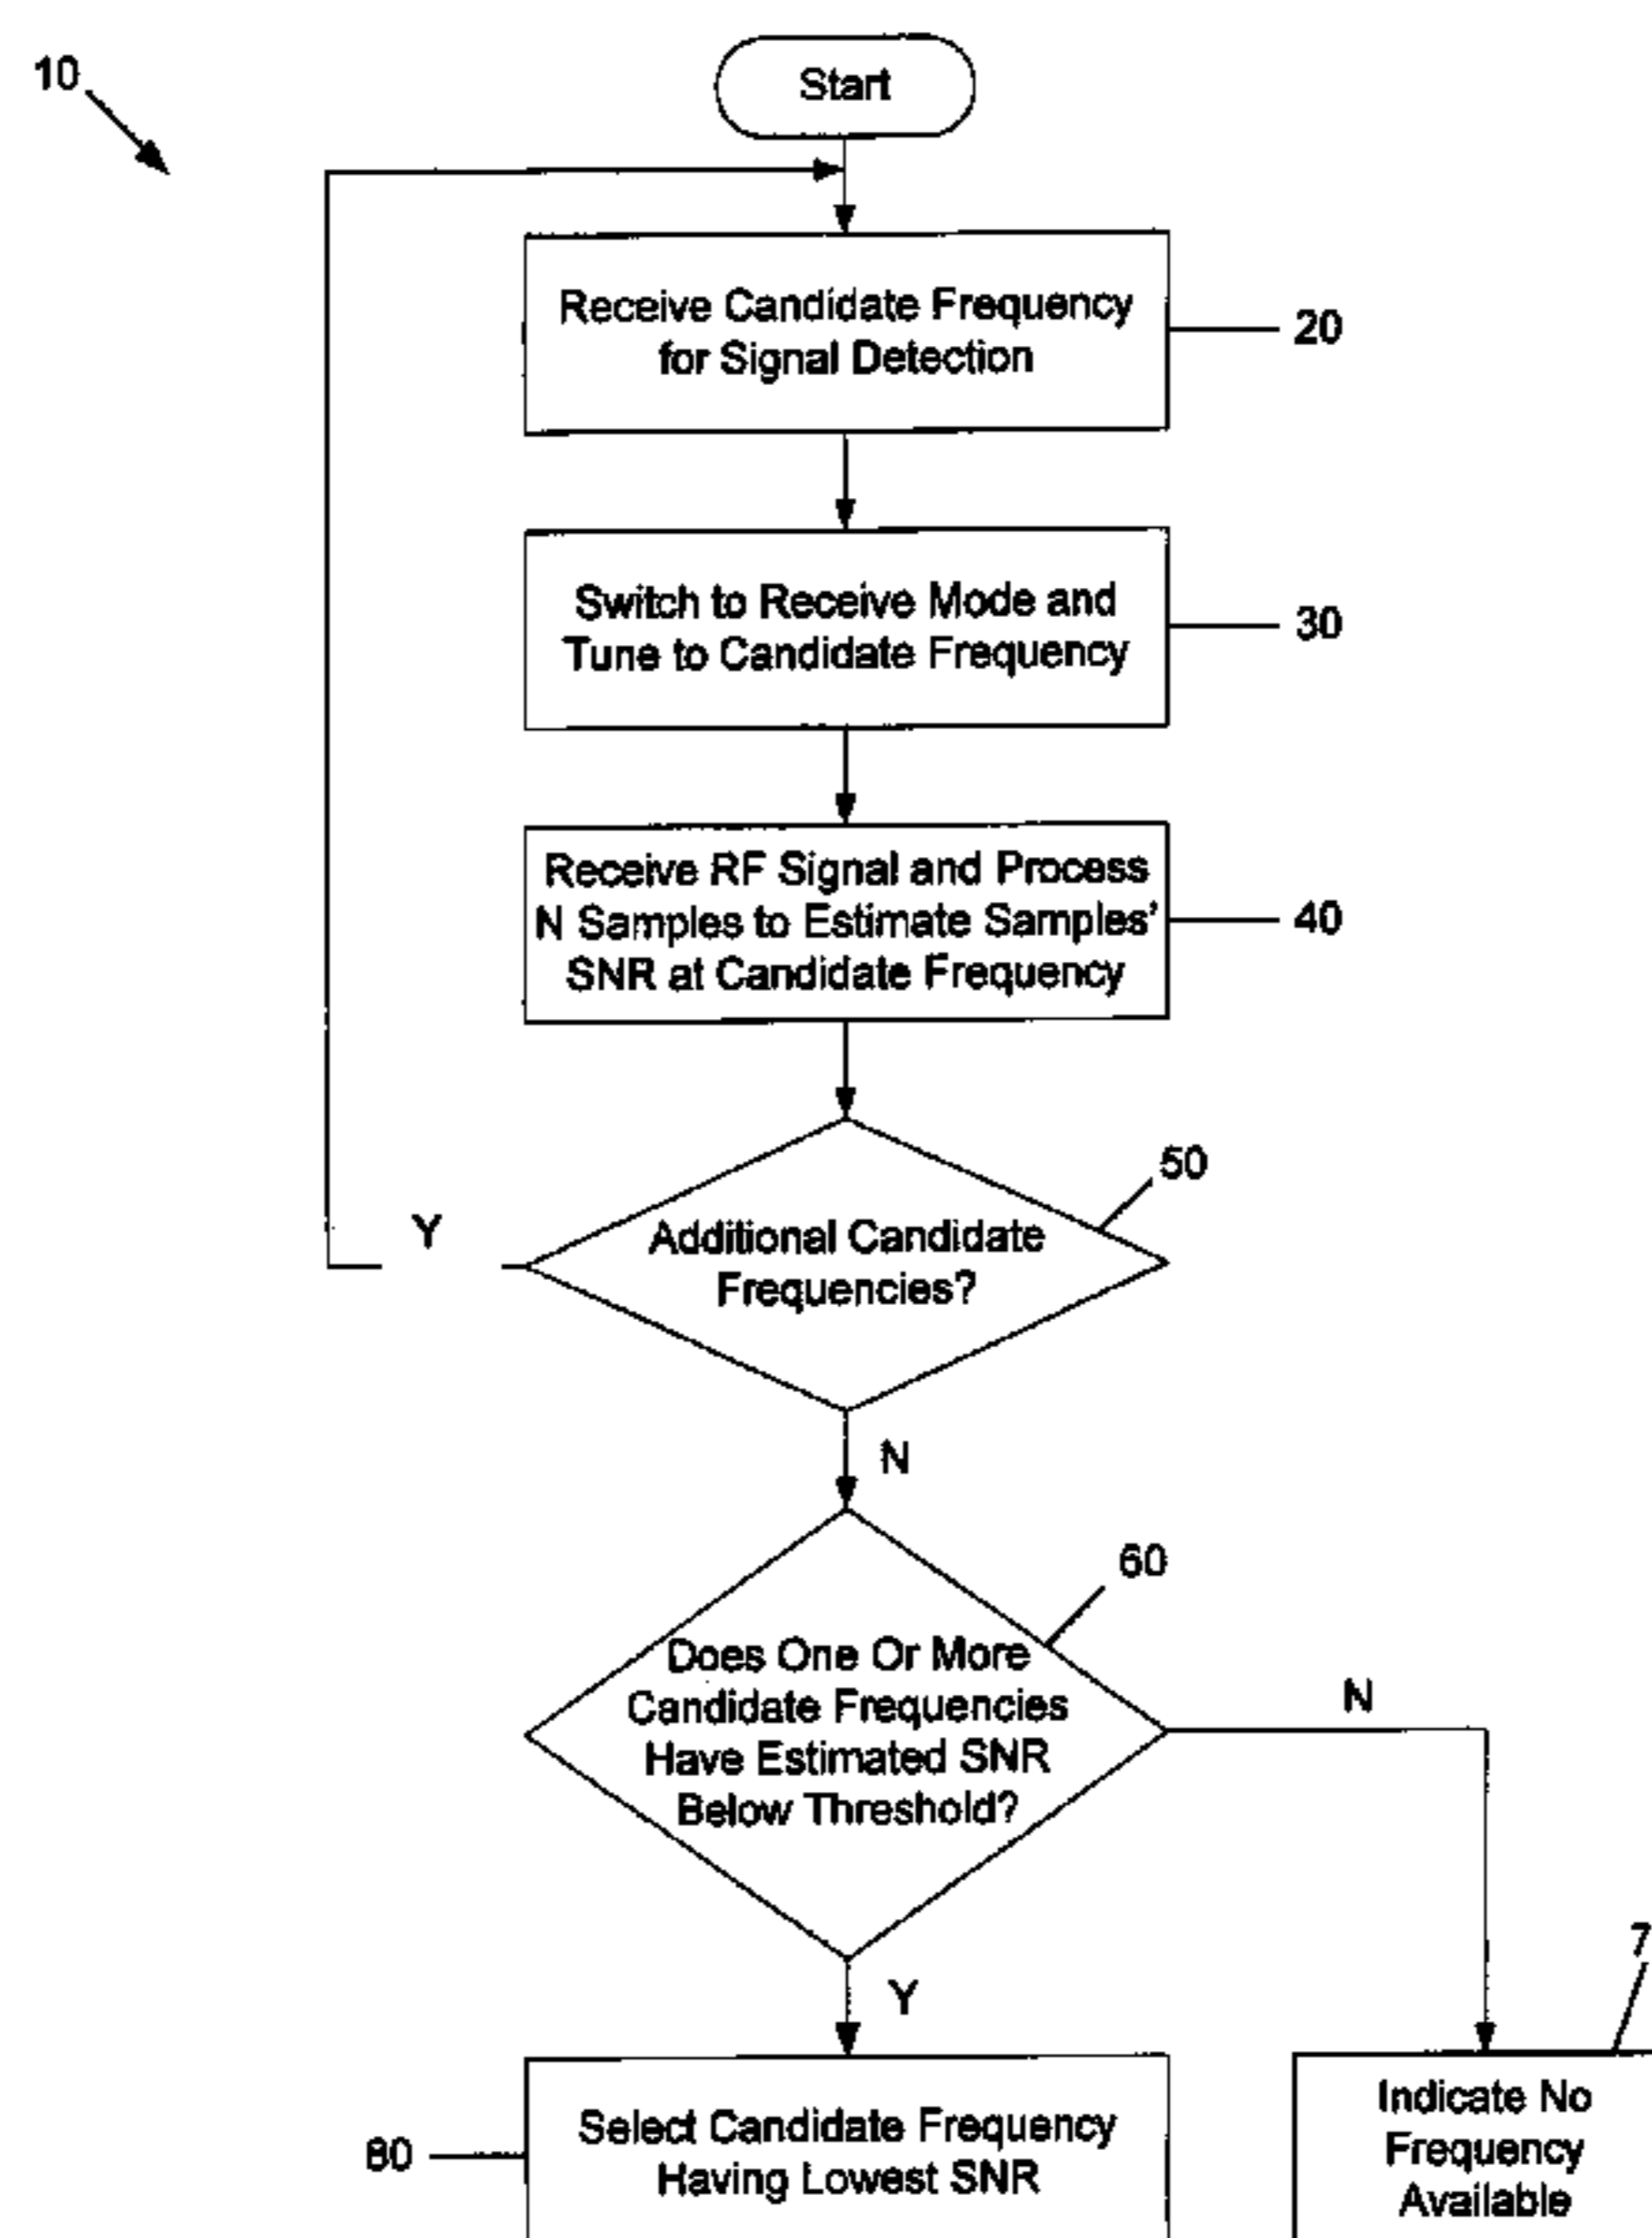 10
Start
Receive Candidate Frequency
for Signal Detection
20
Switch to Receive Mode and
Tune to Candidate Frequency
30
Receive RF Signal and Process
N Samples to Estimate Samples'
SNR at Candidate Frequency
40
50
Additional Candidate
Frequencies?
Y
N
60
Does One Or More
Candidate Frequencies
Have Estimated SNR
Below Threshold?
N
Y
7
80
Select Candidate Frequency
Having Lowest SNR
Indicate No
Frequency
Available